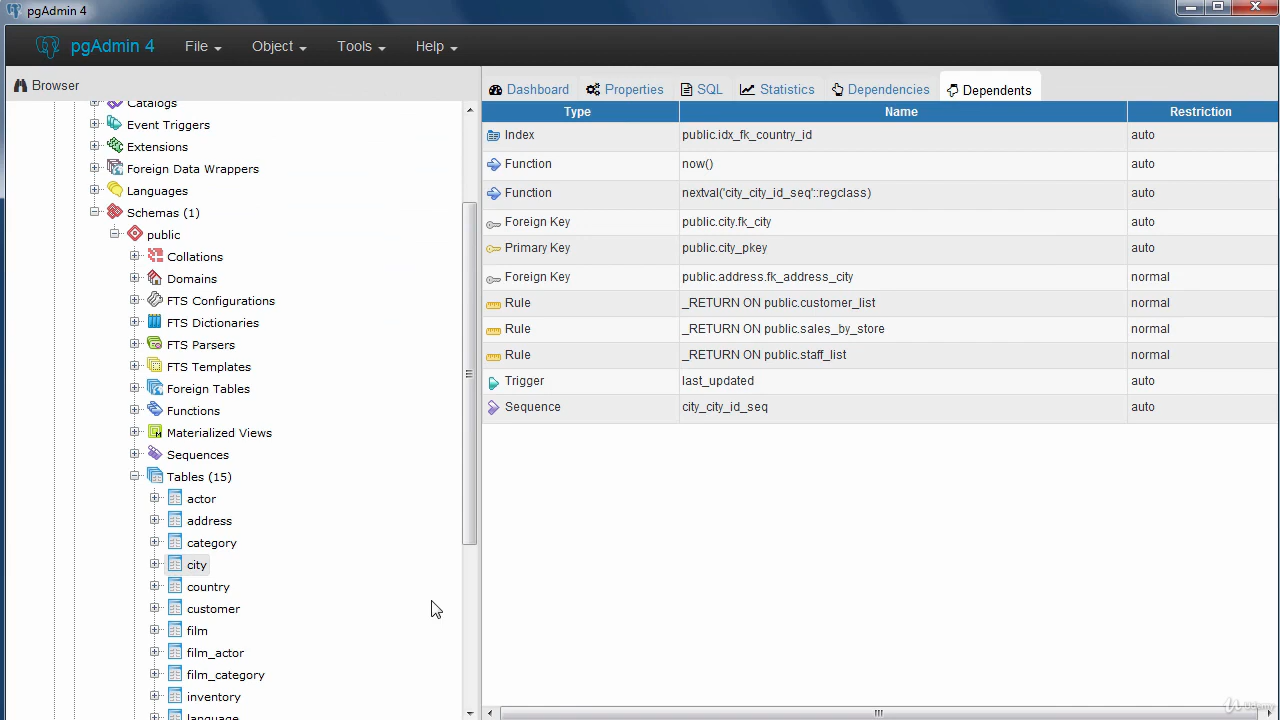 pgAdmin 4
pgAdmin 4
File
Object
Tools
Help
Browser
Catalogs
Event Triggers
Extensions
Foreign Data Wrappers
Languages
Schemas (1)
public
Collations
Domains
FTS Configurations
FTS Dictionaries
FTS Parsers
FTS Templates
Foreign Tables
Functions
Materialized Views
Sequences
Tables (15)
actor
address
category
city
country
customer
film
film_actor
film_category
inventory
language
Dashboard
Properties
SQL
Statistics
Dependencies
Dependents
Type Name Restriction
Index public.idx_fk_country_id auto
Function now() auto
Function nextval('city_city_id_seq'::regclass) auto
Foreign Key public.city.fk_city auto
Primary Key public.city_pkey auto
Foreign Key public.address.fk_address_city normal
Rule _RETURN ON public.customer_list normal
Rule _RETURN ON public.sales_by_store normal
Rule _RETURN ON public.staff_list normal
Trigger last_updated auto
Sequence city_city_id_seq auto
Udemy